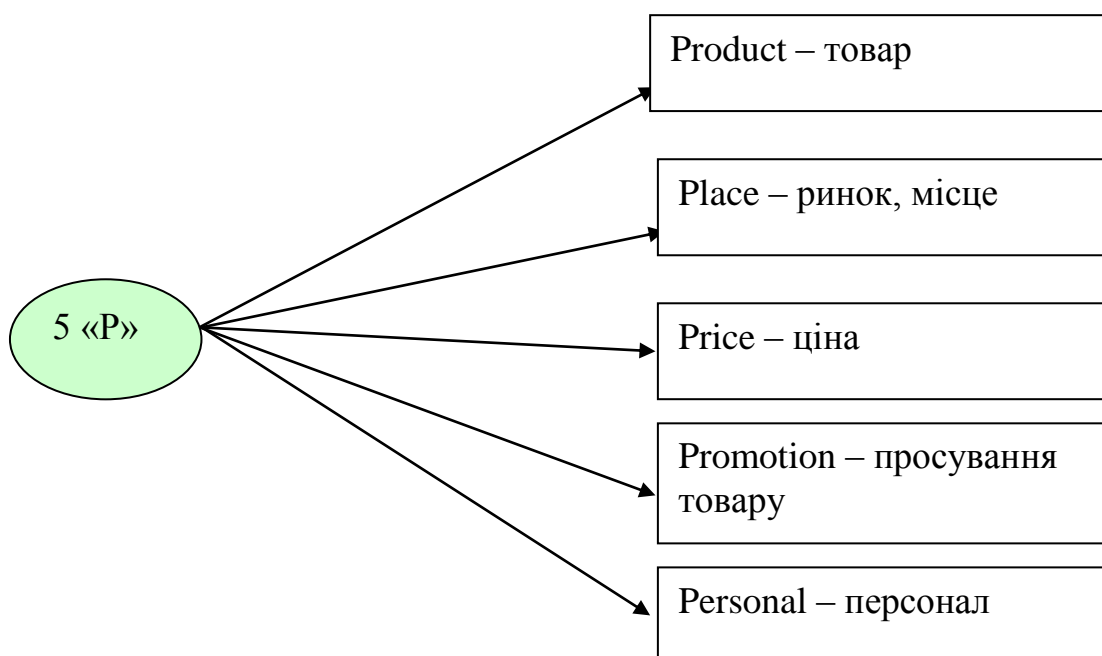 Product – товар
Place – ринок, місце
5 «Р»
Price – ціна
Promotion – просування
товару
Personal – персонал